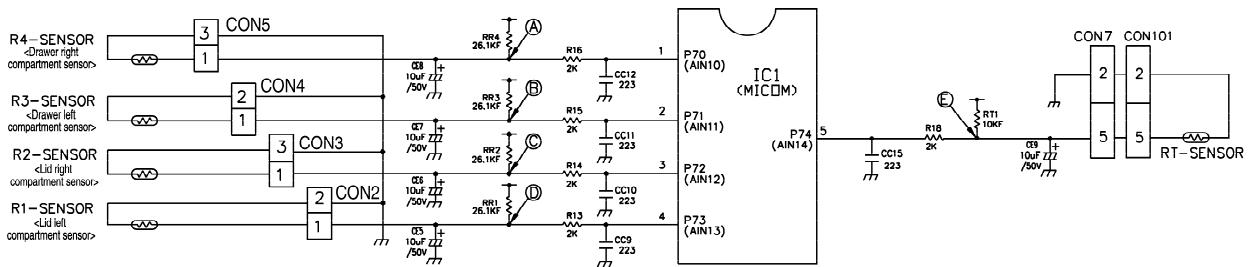 R4-SENSOR
<Drawer right
compartment sensor>
3
1
CON5
CE8
10uF
/50V
RR4
26.1KF
A
R16
2K
CC12
223
1
P70
(AIN10)
R3-SENSOR
<Drawer left
compartment sensor>
2
1
CON4
CE7
10uF
/50V
RR3
26.1KF
B
R15
2K
CC11
223
2
P71
(AIN11)
R2-SENSOR
<Lid right
compartment sensor>
3
1
CON3
CE6
10uF
/50V
RR2
26.1KF
C
R14
2K
CC10
223
3
P72
(AIN12)
R1-SENSOR
<Lid left
compartment sensor>
2
1
CON2
CE5
10uF
/50V
RR1
26.1KF
D
R13
2K
CC9
223
4
P73
(AIN13)
IC1
(MICOM)
P74
(AIN14)
5
CC15
223
R18
2K
E
RT1
10KF
CE9
10uF
/50V
CON7
2
5
CON101
2
5
RT-SENSOR